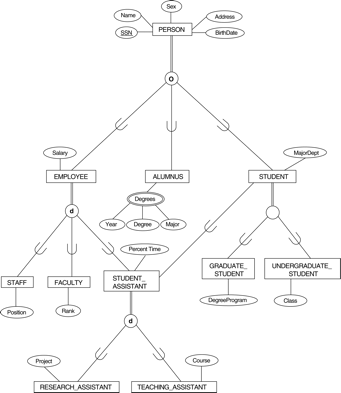 Sex
Name
Address
PERSON
SSN
BirthDate
O
Salary
MajorDept
EMPLOYEE
ALUMNUS
STUDENT
Degrees
d
Year
Degree
Major
Percent Time
STAFF
FACULTY
STUDENT_
ASSISTANT
GRADUATE_
STUDENT
UNDERGRADUATE_
STUDENT
Position
Rank
DegreeProgram
Class
d
Project
Course
RESEARCH_ASSISTANT
TEACHING_ASSISTANT